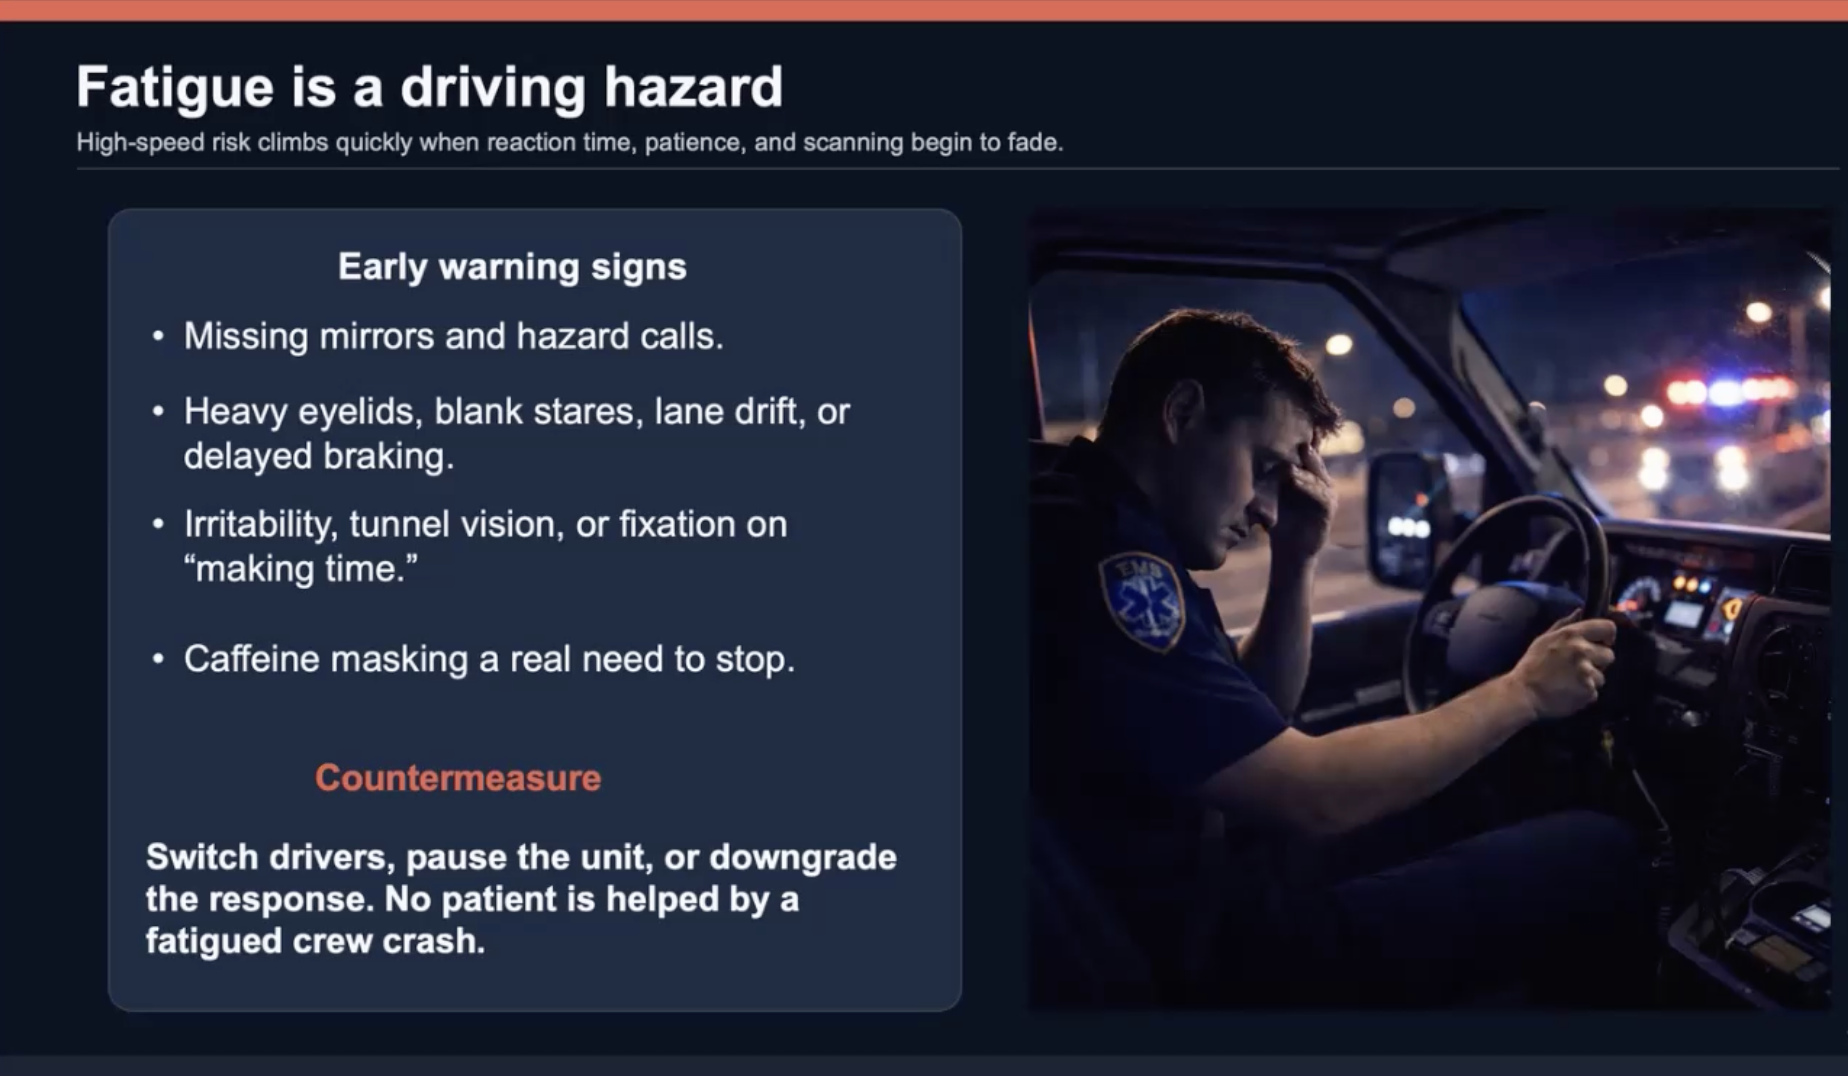 Fatigue is a driving hazard
High-speed risk climbs quickly when reaction time, patience, and scanning begin to fade.
Early warning signs
• Missing mirrors and hazard calls.
• Heavy eyelids, blank stares, lane drift, or
delayed braking.
• Irritability, tunnel vision, or fixation on
“making time.”
• Caffeine masking a real need to stop.
Countermeasure
Switch drivers, pause the unit, or downgrade
the response. No patient is helped by a
fatigued crew crash.
EMS